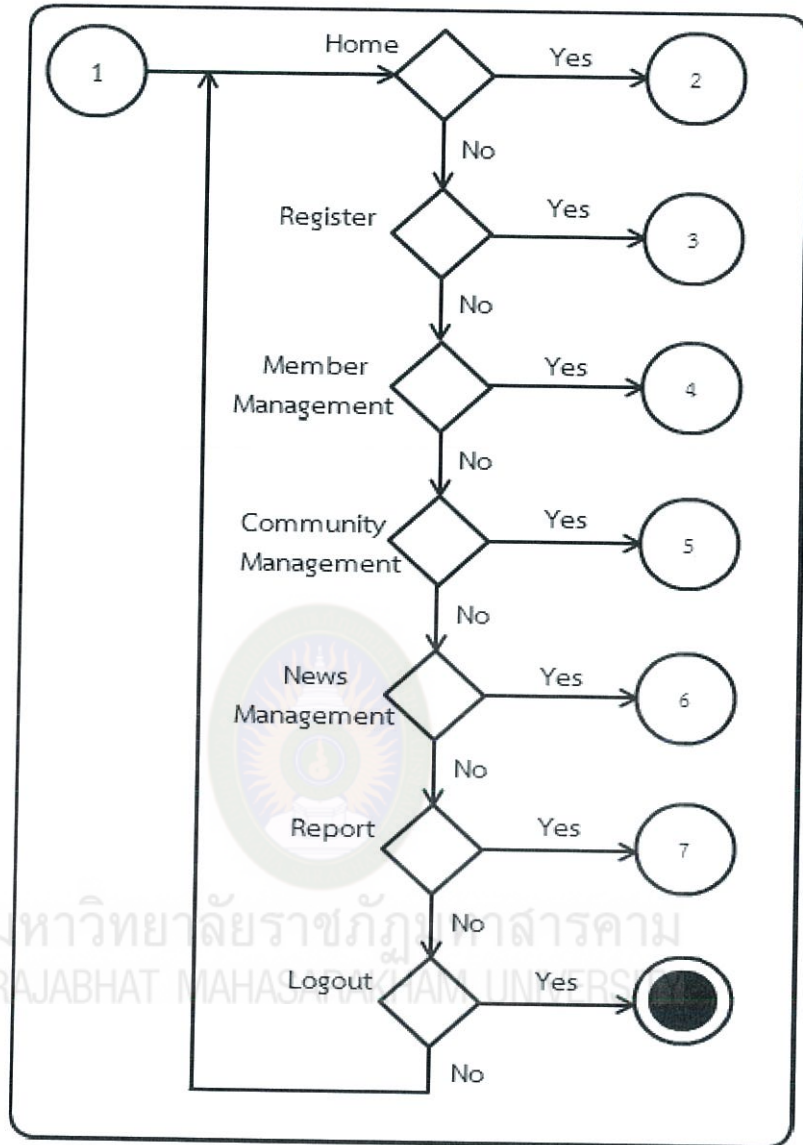 Home
1
Yes
2
No
Register
Yes
3
No
Member
Management
Yes
4
No
Community
Management
Yes
5
No
News
Management
Yes
6
No
Report
Yes
7
No
มหาวิทยาลัยราชภัฏมหาสารคาม
RAJABHAT MAHASARAKHAM UNIVERSITY
Logout
Yes
No